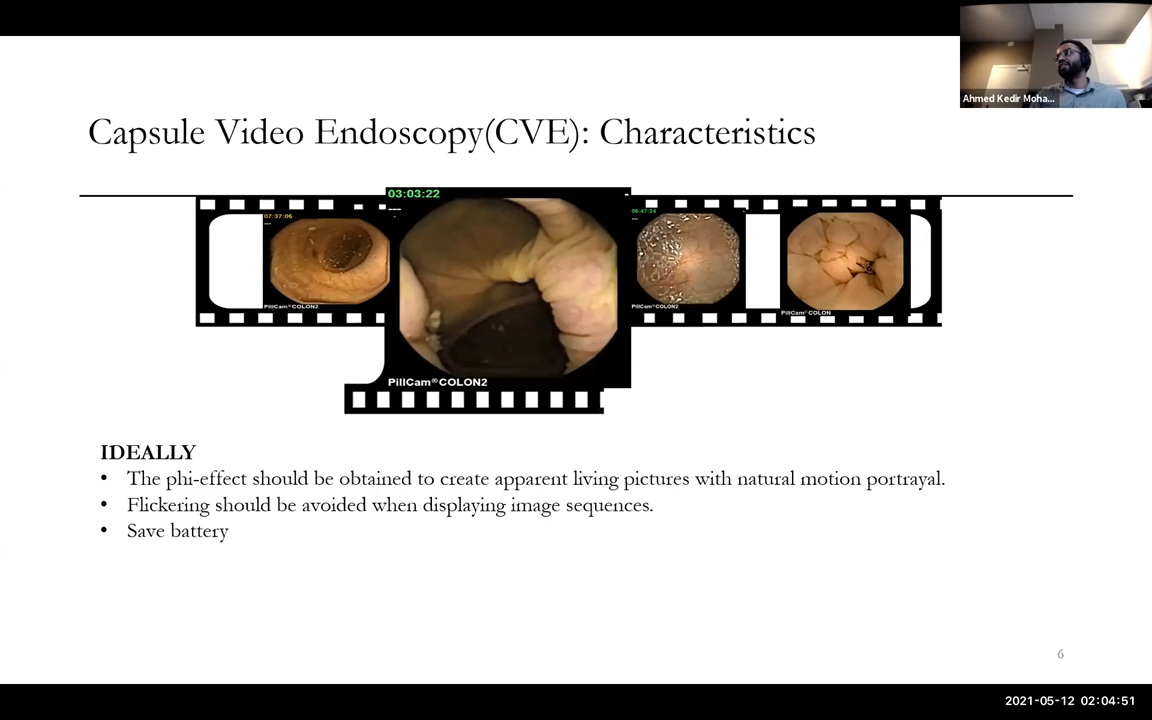 Ahmed Kedir Moha...
Capsule Video Endoscopy(CVE): Characteristics
03:03:22
07:37:06
06:47:24
PillCam®COLON2
PillCam®COLON2
PillCam®COLON
PillCam®COLON2
IDEALLY
• The phi-effect should be obtained to create apparent living pictures with natural motion portrayal.
• Flickering should be avoided when displaying image sequences.
• Save battery
6
2021-05-12 02:04:51